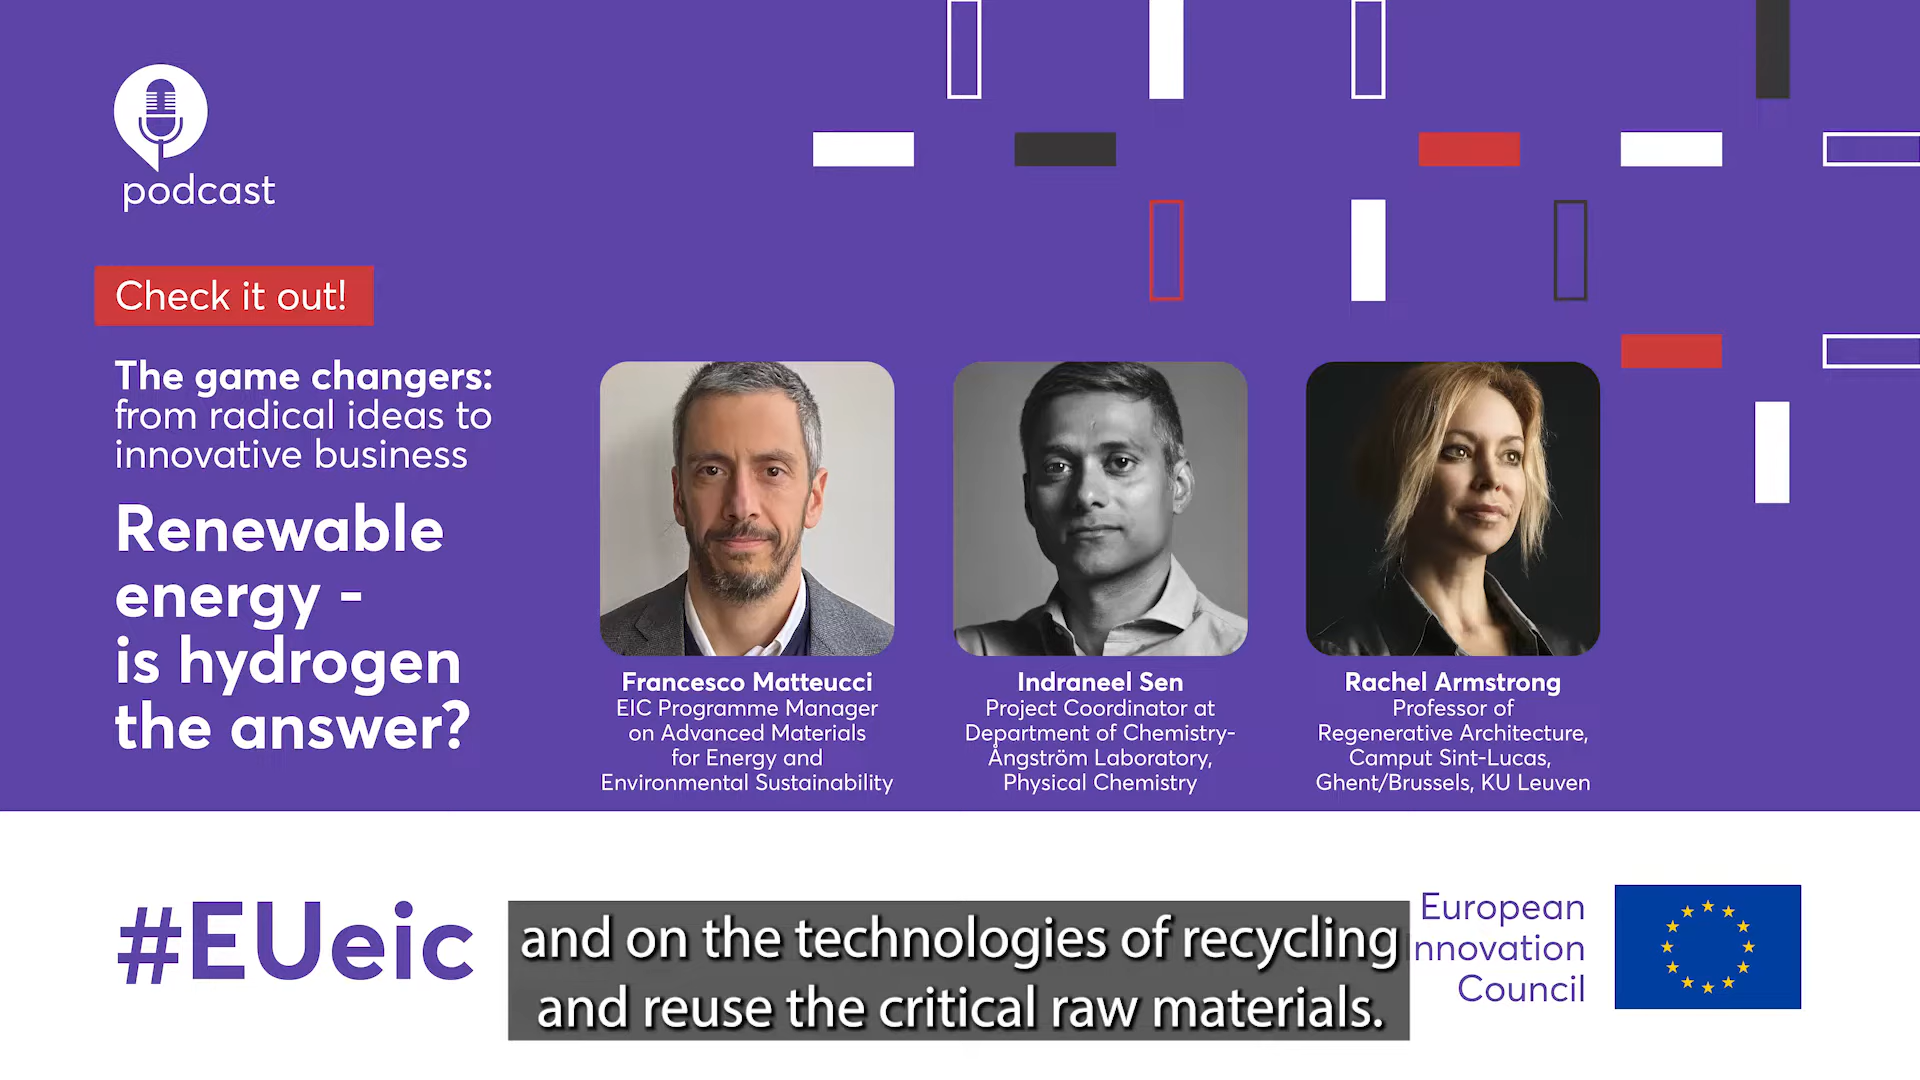 podcast
Check it out!
The game changers:
from radical ideas to
innovative business
Renewable
energy -
is hydrogen
the answer?
Francesco Matteucci
EIC Programme Manager
on Advanced Materials
for Energy and
Environmental Sustainability
Indraneel Sen
Project Coordinator at
Department of Chemistry-
Ångström Laboratory,
Physical Chemistry
Rachel Armstrong
Professor of
Regenerative Architecture,
Camput Sint-Lucas,
Ghent/Brussels, KU Leuven
#EUeic
and on the technologies of recycling
and reuse the critical raw materials.
European
nnovation
Council